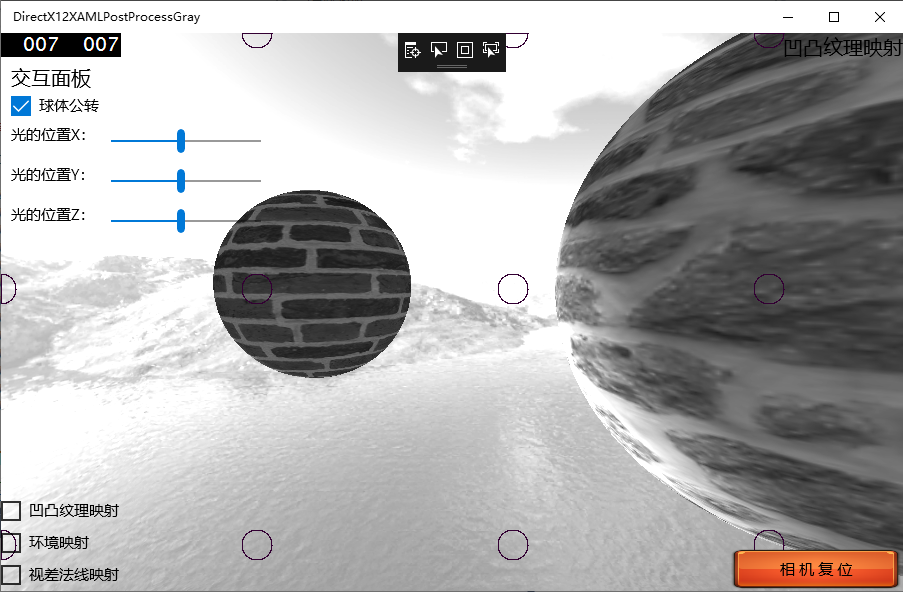 DirectX12XAMLPostProcessGray
007 007
凹凸纹理映射
交互面板
球体公转
光的位置X:
光的位置Y:
光的位置Z:
凹凸纹理映射
环境映射
视差法线映射
相机复位